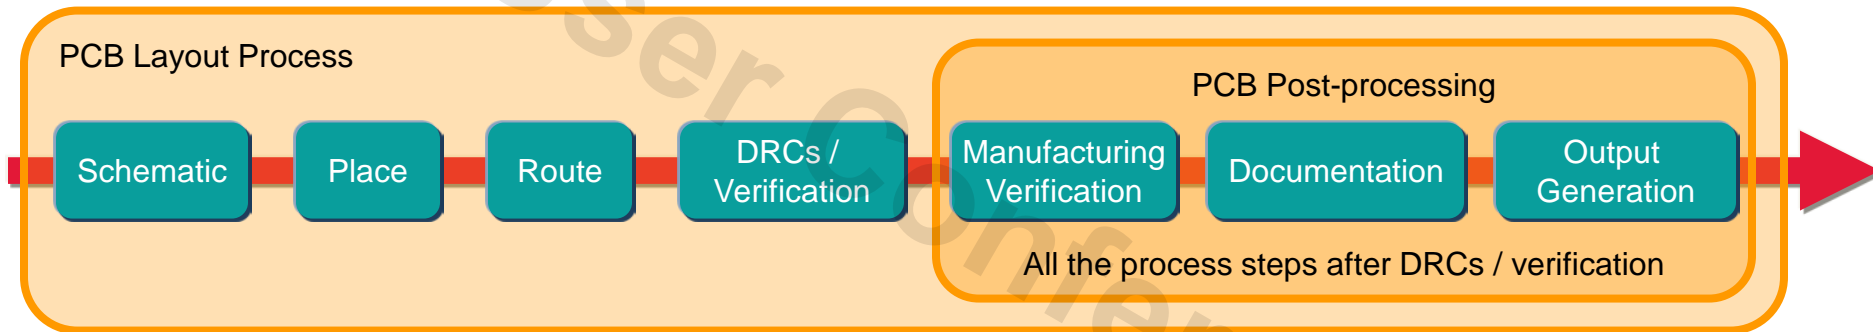 PCB Layout Process
PCB Post-processing
Schematic
Place
Route
DRCs /
Verification
Manufacturing
Verification
Documentation
Output
Generation
All the process steps after DRCs / verification